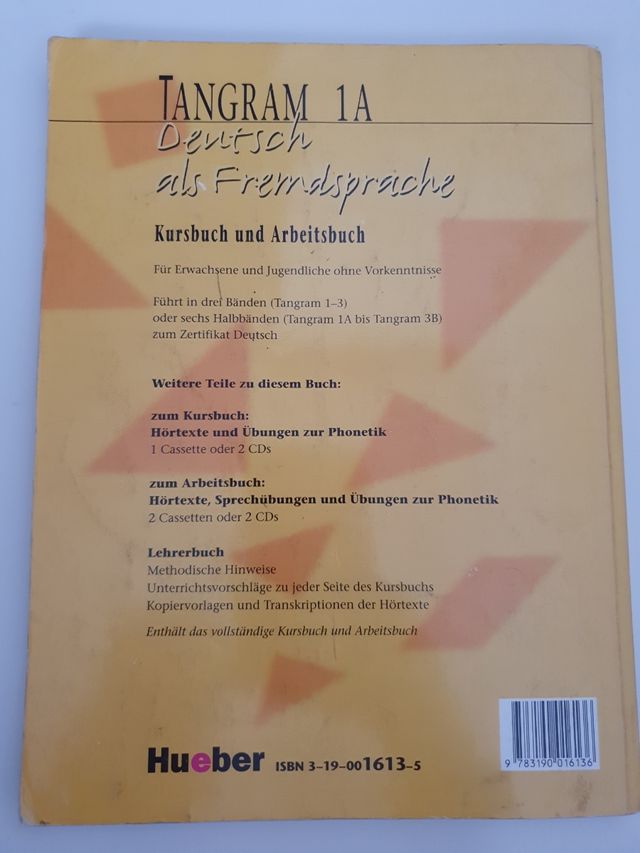 TANGRAM 1A
Deutsch
als Fremdsprache
Kursbuch und Arbeitsbuch
Für Erwachsene und Jugendliche ohne Vorkenntnisse
Führt in drei Bänden (Tangram 1–3)
oder sechs Halbbänden (Tangram 1A bis Tangram 3B)
zum Zertifikat Deutsch
Weitere Teile zu diesem Buch:
zum Kursbuch:
Hörtexte und Übungen zur Phonetik
1 Cassette oder 2 CDs
zum Arbeitsbuch:
Hörtexte, Sprechübungen und Übungen zur Phonetik
2 Cassetten oder 2 CDs
Lehrerbuch
Methodische Hinweise
Unterrichtsvorschläge zu jeder Seite des Kursbuchs
Kopiervorlagen und Transkriptionen der Hörtexte
Enthält das vollständige Kursbuch und Arbeitsbuch
Hueber ISBN 3–19–001613–5
9 783190 016136